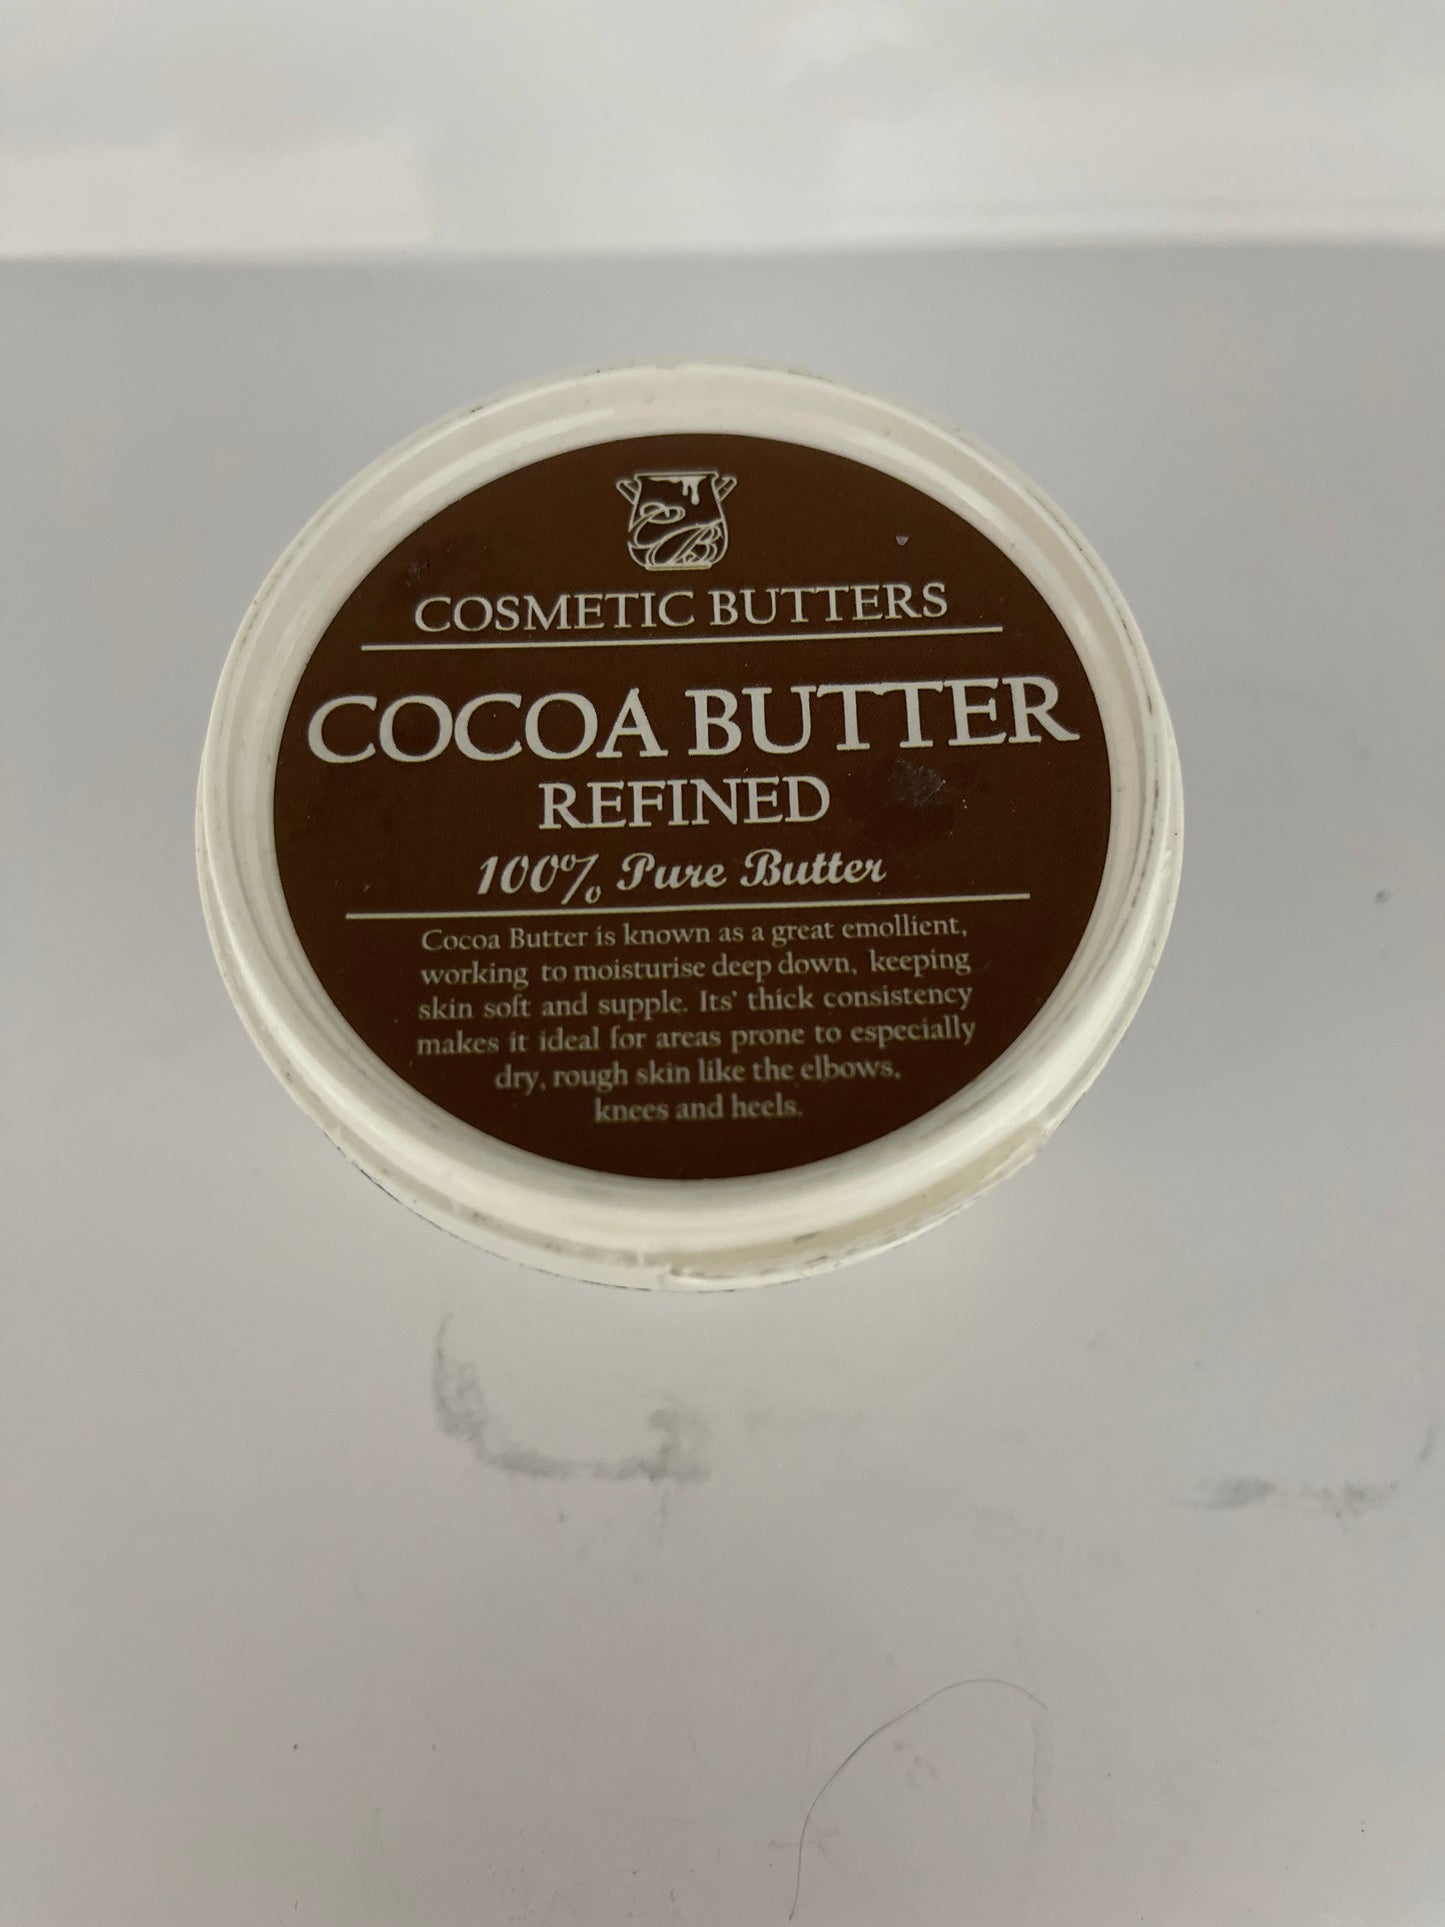 CB
COSMETIC BUTTERS
COCOA BUTTER
REFINED
100% Pure Butter
Cocoa Butter is known as a great emollient,
working to moisturise deep down, keeping
skin soft and supple. Its' thick consistency
makes it ideal for areas prone to especially
dry, rough skin like the elbows,
knees and heels.